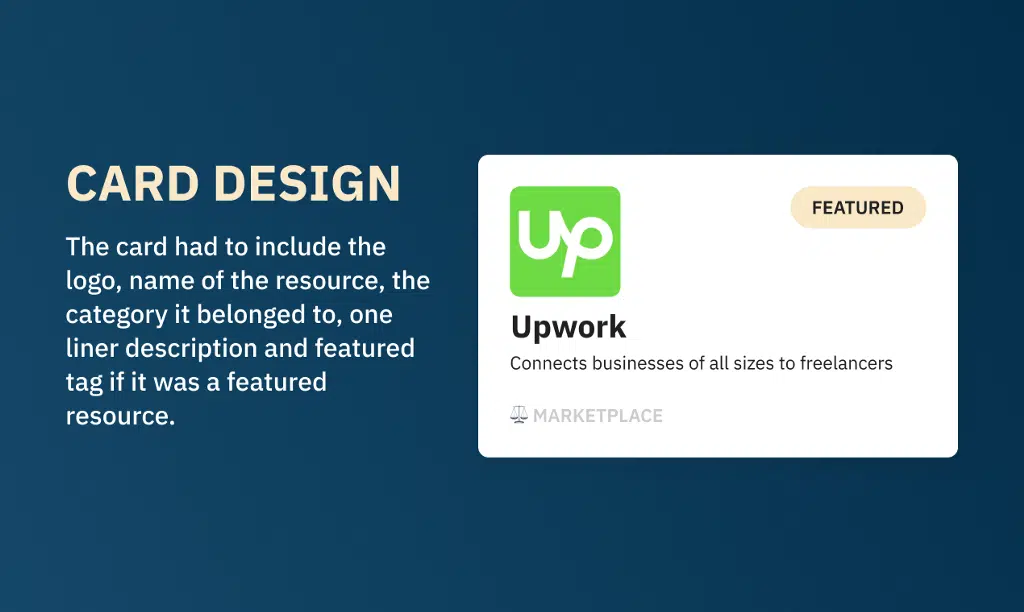 CARD DESIGN
The card had to include the
logo, name of the resource, the
category it belonged to, one
liner description and featured
tag if it was a featured
resource.
up
FEATURED
Upwork
Connects businesses of all sizes to freelancers
MARKETPLACE